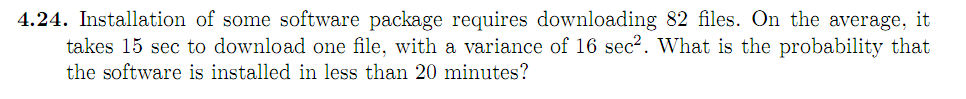 4.24. Installation of some software package requires downloading 82 files. On the average, it
takes 15 sec to download one file, with a variance of 16 sec². What is the probability that
the software is installed in less than 20 minutes?